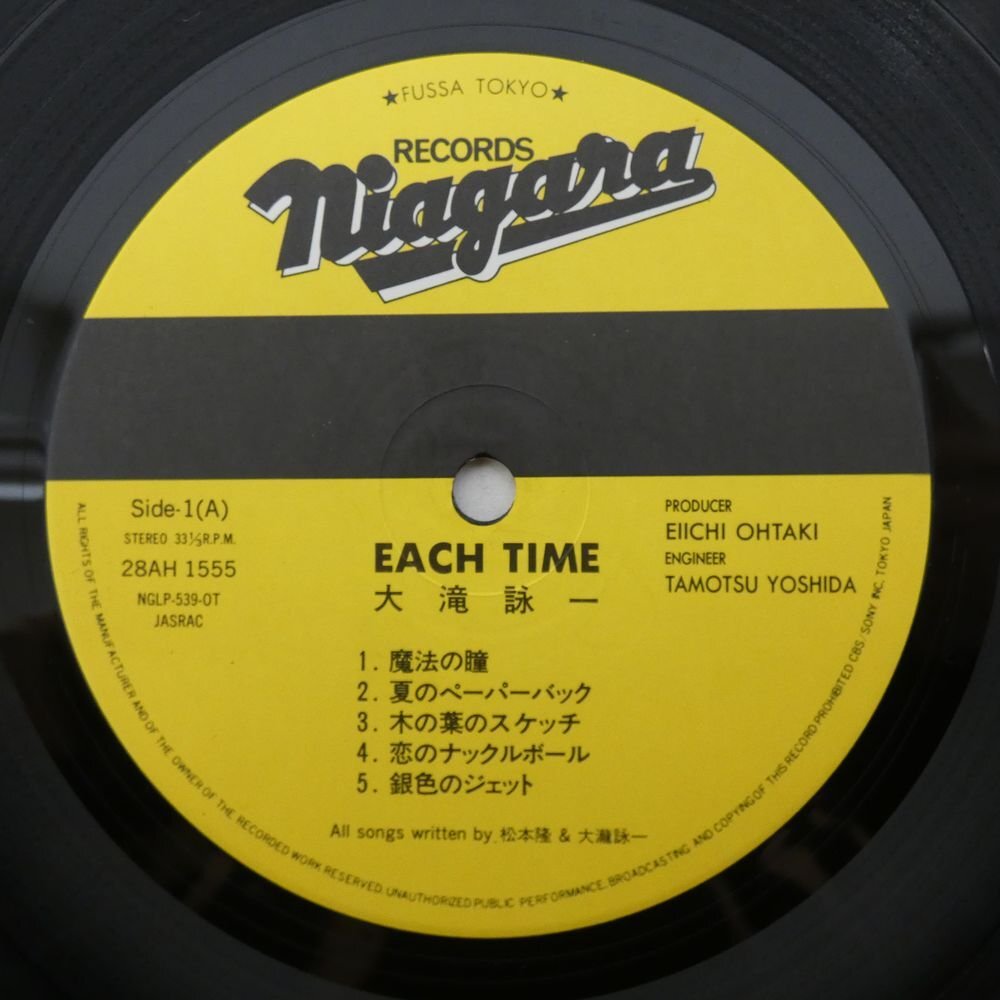 ★FUSSA TOKYO★
RECORDS
Niagara
Side-1(A)
STEREO 33⅓R.P.M.
28AH 1555
NGLP-539-OT
JASRAC
PRODUCER
EIICHI OHTAKI
ENGINEER
TAMOTSU YOSHIDA
EACH TIME
大滝詠一
1. 魔法の瞳
2. 夏のペーパーバック
3. 木の葉のスケッチ
4. 恋のナックルボール
5. 銀色のジェット
All songs written by 松本隆 & 大瀧詠一
ALL RIGHTS OF THE MANUFACTURER AND OF THE OWNER OF THE RECORDED WORK RESERVED. UNAUTHORIZED PUBLIC PERFORMANCE, BROADCASTING AND COPYING OF THIS RECORD PROHIBITED CBS/SONY INC. TOKYO JAPAN